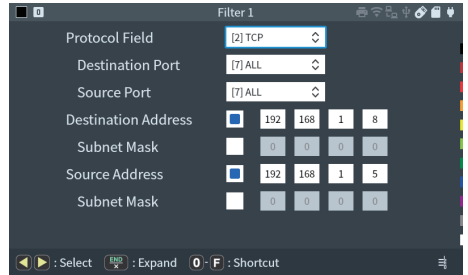 0 Filter 1
Protocol Field [2] TCP
Destination Port [7] ALL
Source Port [7] ALL
Destination Address 192 168 1 8
Subnet Mask 0 0 0 0
Source Address 192 168 1 5
Subnet Mask 0 0 0 0
: Select END × : Expand 0 - F : Shortcut